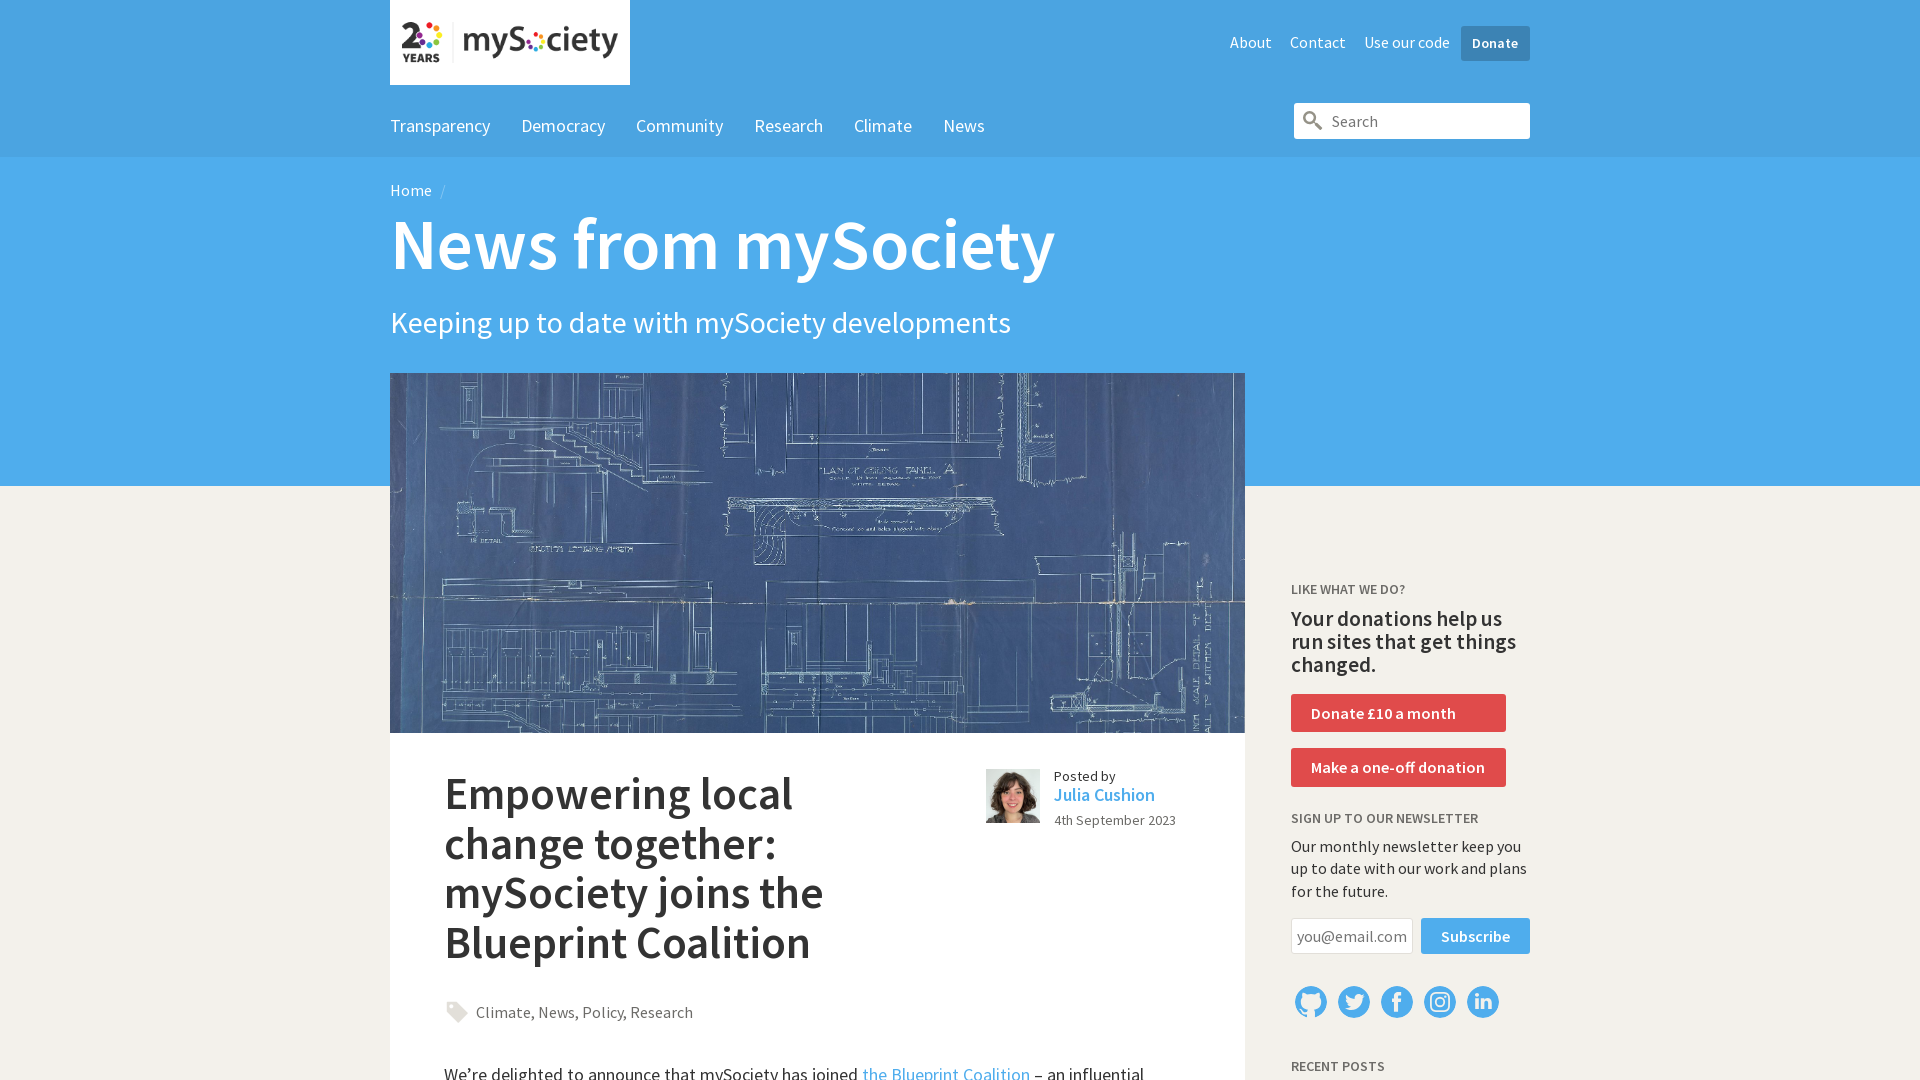 20 YEARS mySociety
About Contact Use our code Donate
Transparency Democracy Community Research Climate News
Search
Home /
News from mySociety
Keeping up to date with mySociety developments
PLAN OF CEILING PANEL A
Empowering local
change together:
mySociety joins the
Blueprint Coalition
Posted by
Julia Cushion
4th September 2023
Climate, News, Policy, Research
We’re delighted to announce that mySociety has joined the Blueprint Coalition – an influential
LIKE WHAT WE DO?
Your donations help us
run sites that get things
changed.
Donate £10 a month
Make a one-off donation
SIGN UP TO OUR NEWSLETTER
Our monthly newsletter keep you
up to date with our work and plans
for the future.
you@email.com Subscribe
RECENT POSTS